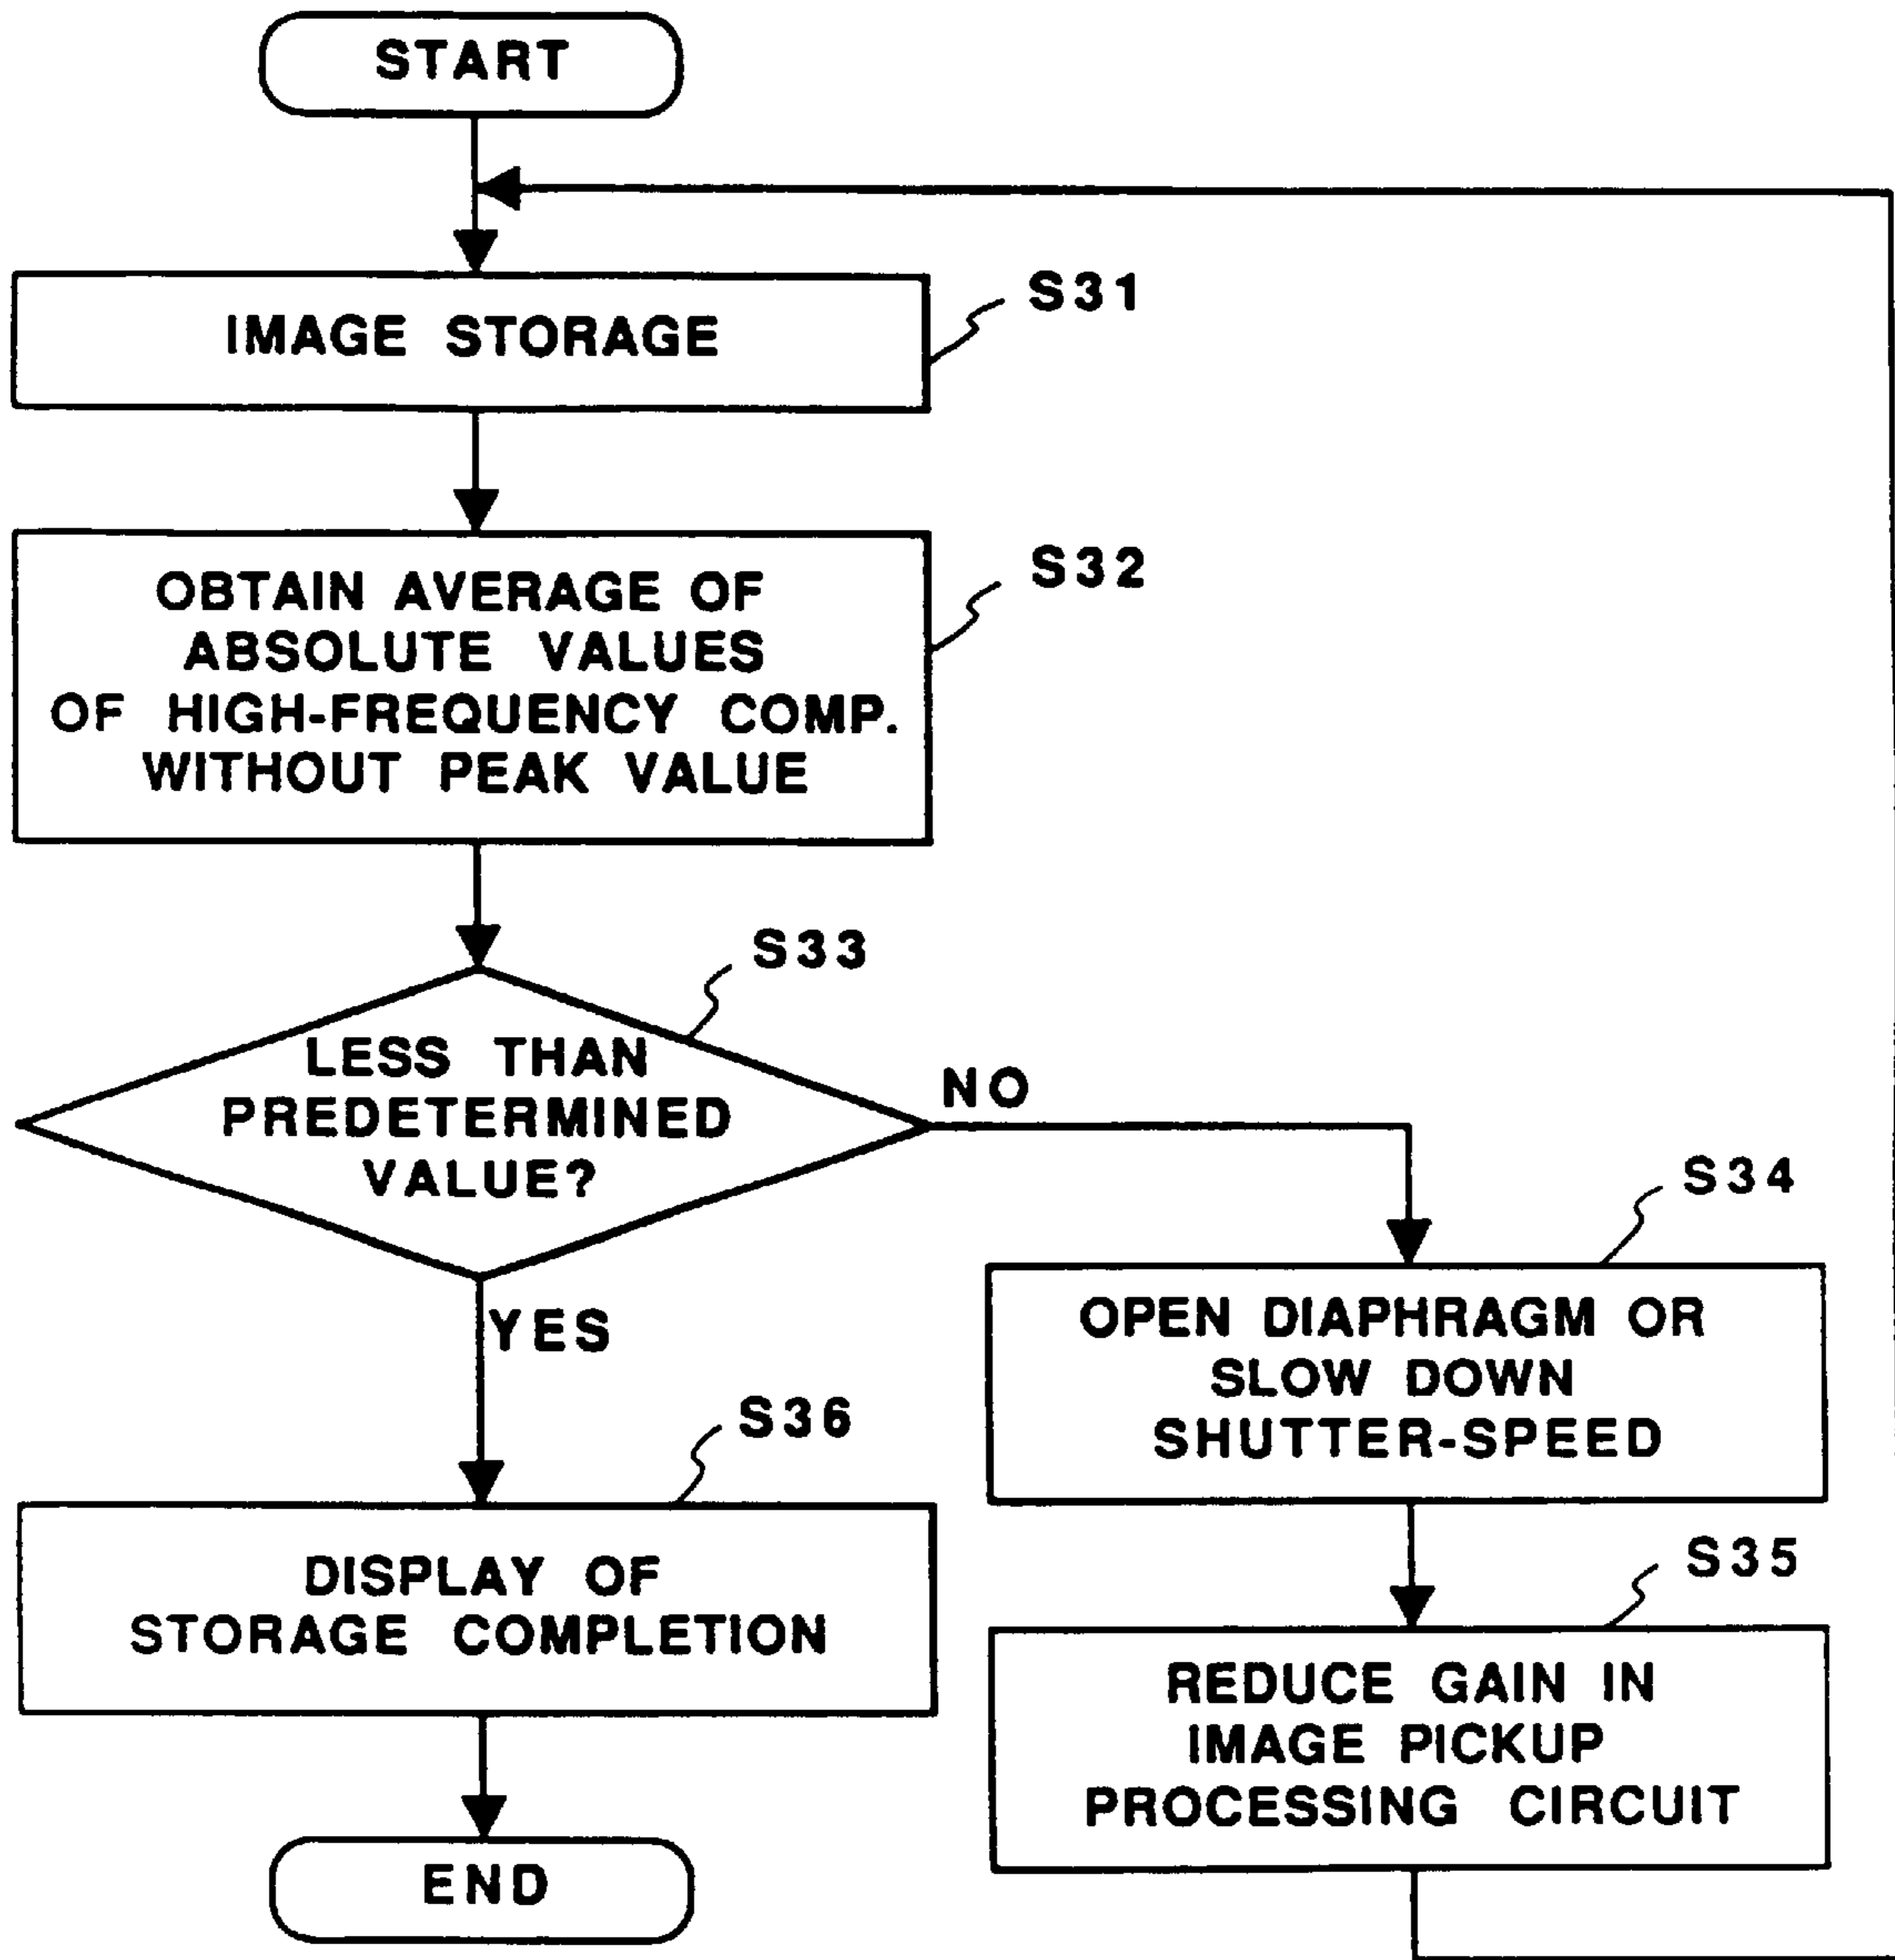 START
IMAGE STORAGE
S31
OBTAIN AVERAGE OF
ABSOLUTE VALUES
OF HIGH-FREQUENCY COMP.
WITHOUT PEAK VALUE
S32
LESS THAN
PREDETERMINED
VALUE?
S33
NO
YES
S34
OPEN DIAPHRAGM OR
SLOW DOWN
SHUTTER-SPEED
S35
REDUCE GAIN IN
IMAGE PICKUP
PROCESSING CIRCUIT
S36
DISPLAY OF
STORAGE COMPLETION
END